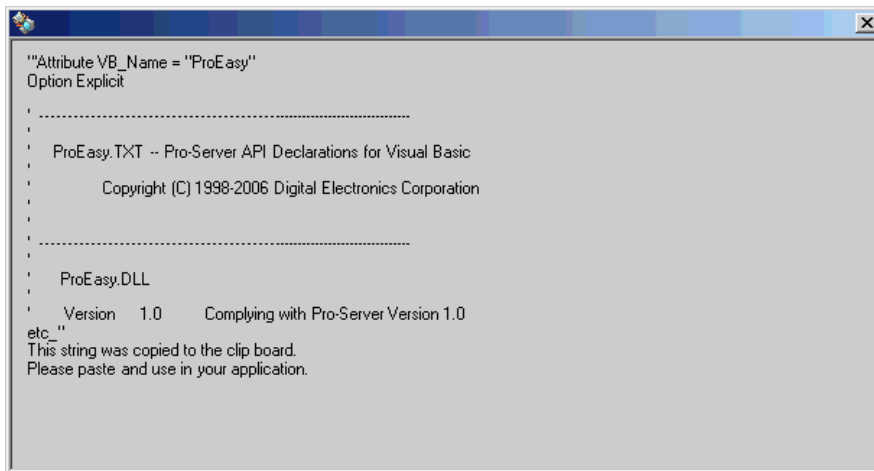 '"Attribute VB_Name = "ProEasy"
Option Explicit
' ------------------------------------------------------------------------
'
'    ProEasy.TXT -- Pro-Server API Declarations for Visual Basic
'
'            Copyright (C) 1998-2006 Digital Electronics Corporation
'
'
' ------------------------------------------------------------------------
'
'     ProEasy.DLL
'
'      Version    1.0       Complying with Pro-Server Version 1.0
etc_"
This string was copied to the clip board.
Please paste and use in your application.